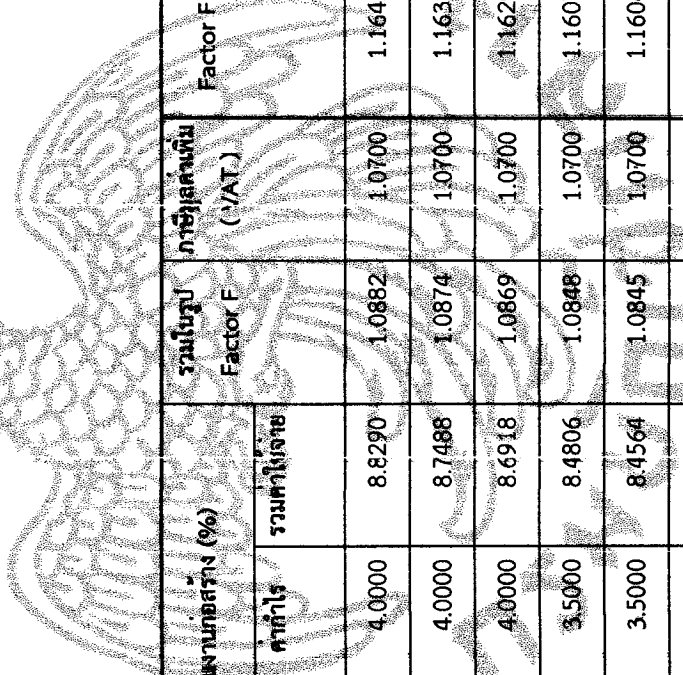 งานก่อสร้าง (%) รวมในรูป ภาษีมูลค่าเพิ่ม Factor F
ค่ากำไร รวมค่าใช้จ่าย Factor F (VAT)
4.0000 8.8290 1.0882 1.0700 1.164
4.0000 8.7488 1.0874 1.0700 1.163
4.0000 8.6918 1.0869 1.0700 1.162
3.5000 8.4806 1.0848 1.0700 1.160
3.5000 8.4564 1.0845 1.0700 1.160